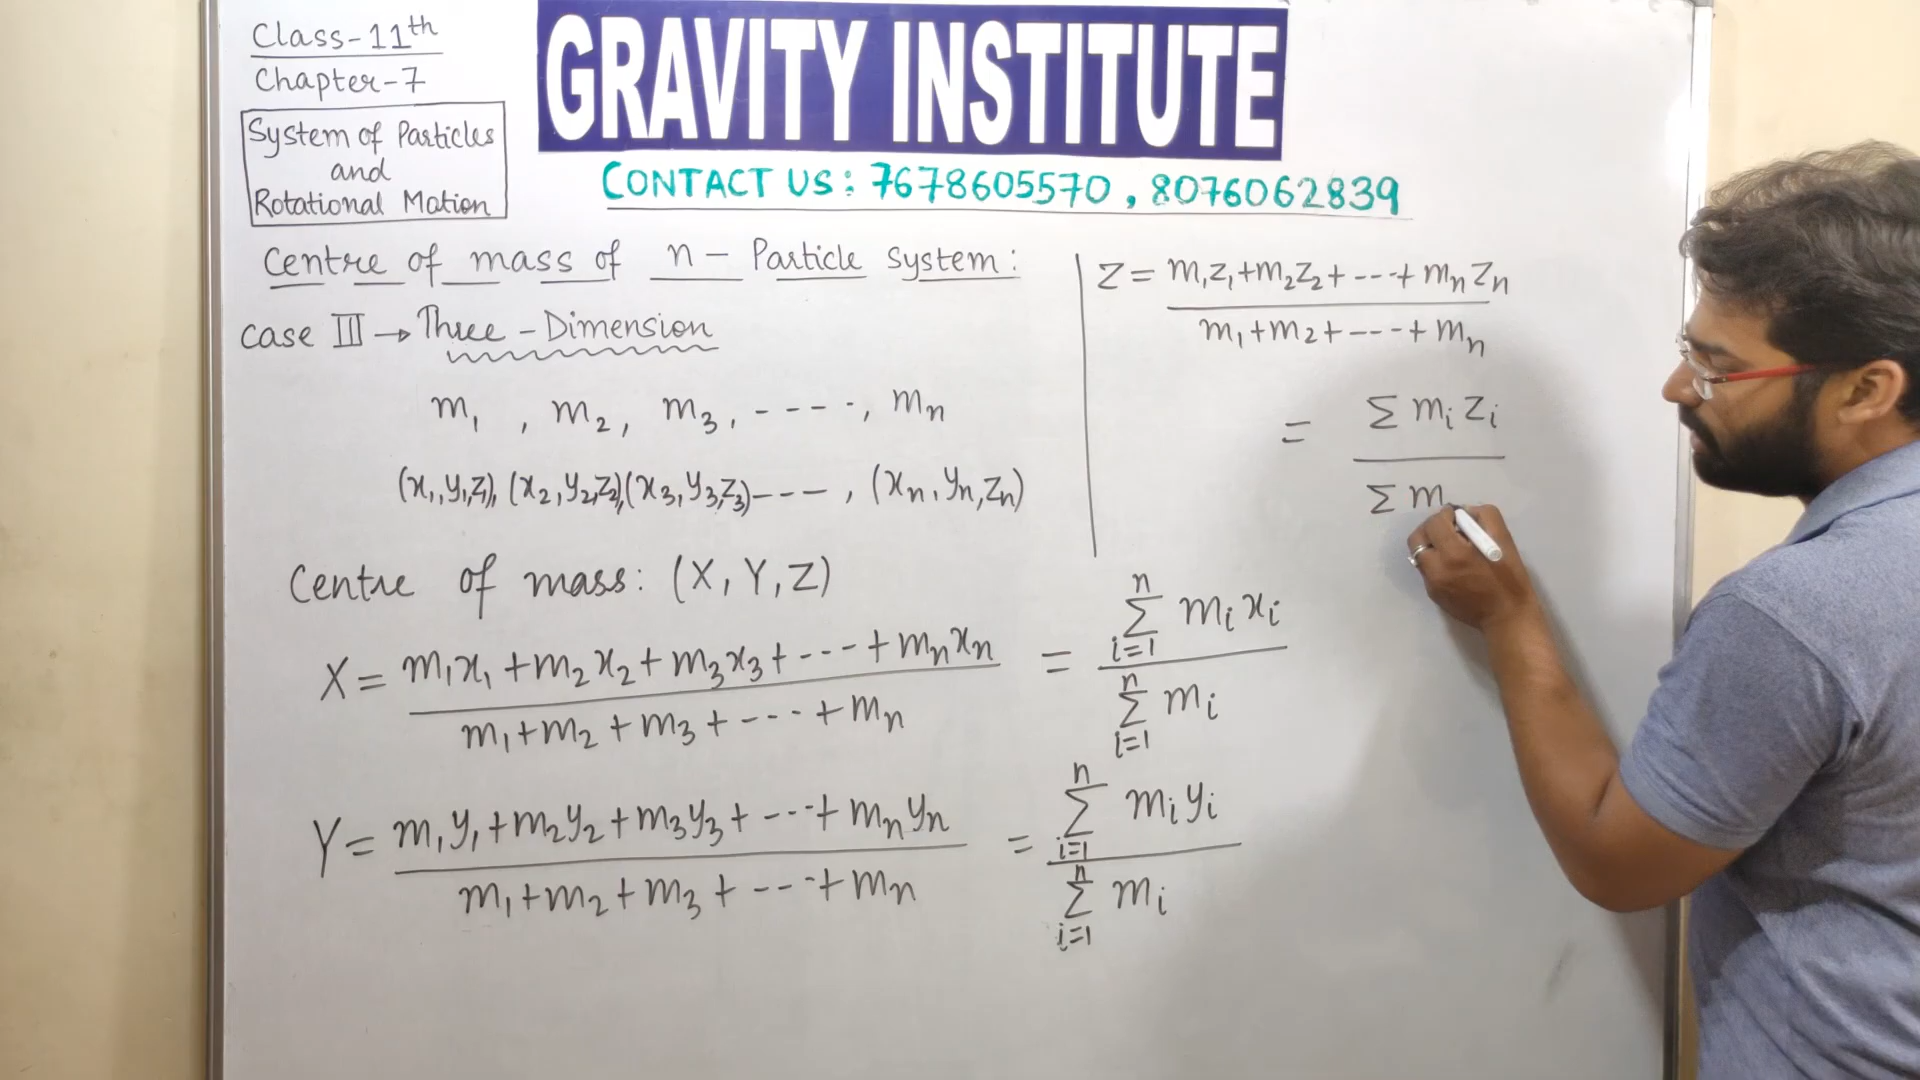 Class-11th
Chapter-7
System of Particles
and
Rotational Motion
GRAVITY INSTITUTE
CONTACT US: 7678605570, 8076062839
Centre of mass of n- Particle System:
Case III → Three-Dimension
m₁, m₂, m₃, ----, mₙ
(x₁,y₁,z₁), (x₂,y₂,z₂),(x₃,y₃,z₃)----, (xₙ,yₙ,zₙ)
Centre of mass: (X,Y,Z)
X = m₁x₁+m₂x₂+m₃x₃+---+mₙxₙ / m₁+m₂+m₃+---+mₙ = n Σ i=1 mᵢxᵢ / n Σ i=1 mᵢ
Y = m₁y₁+m₂y₂+m₃y₃+---+mₙyₙ / m₁+m₂+m₃+---+mₙ = n Σ i=1 mᵢyᵢ / n Σ i=1 mᵢ
Z = m₁z₁+m₂z₂+---+mₙzₙ / m₁+m₂+---+mₙ
= Σ mᵢzᵢ / Σ m